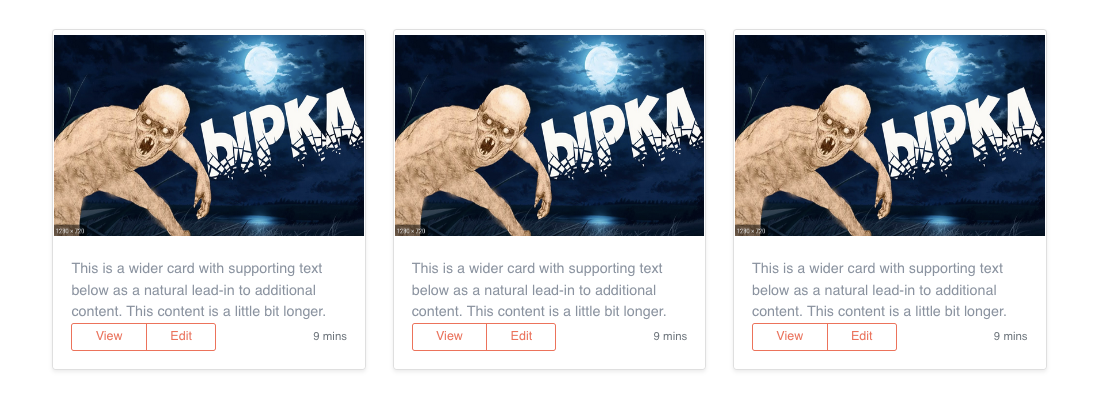 ЫРКА
1280 × 720
This is a wider card with supporting text
below as a natural lead-in to additional
content. This content is a little bit longer.
View Edit 9 mins
ЫРКА
1280 × 720
This is a wider card with supporting text
below as a natural lead-in to additional
content. This content is a little bit longer.
View Edit 9 mins
ЫРКА
1280 × 720
This is a wider card with supporting text
below as a natural lead-in to additional
content. This content is a little bit longer.
View Edit 9 mins